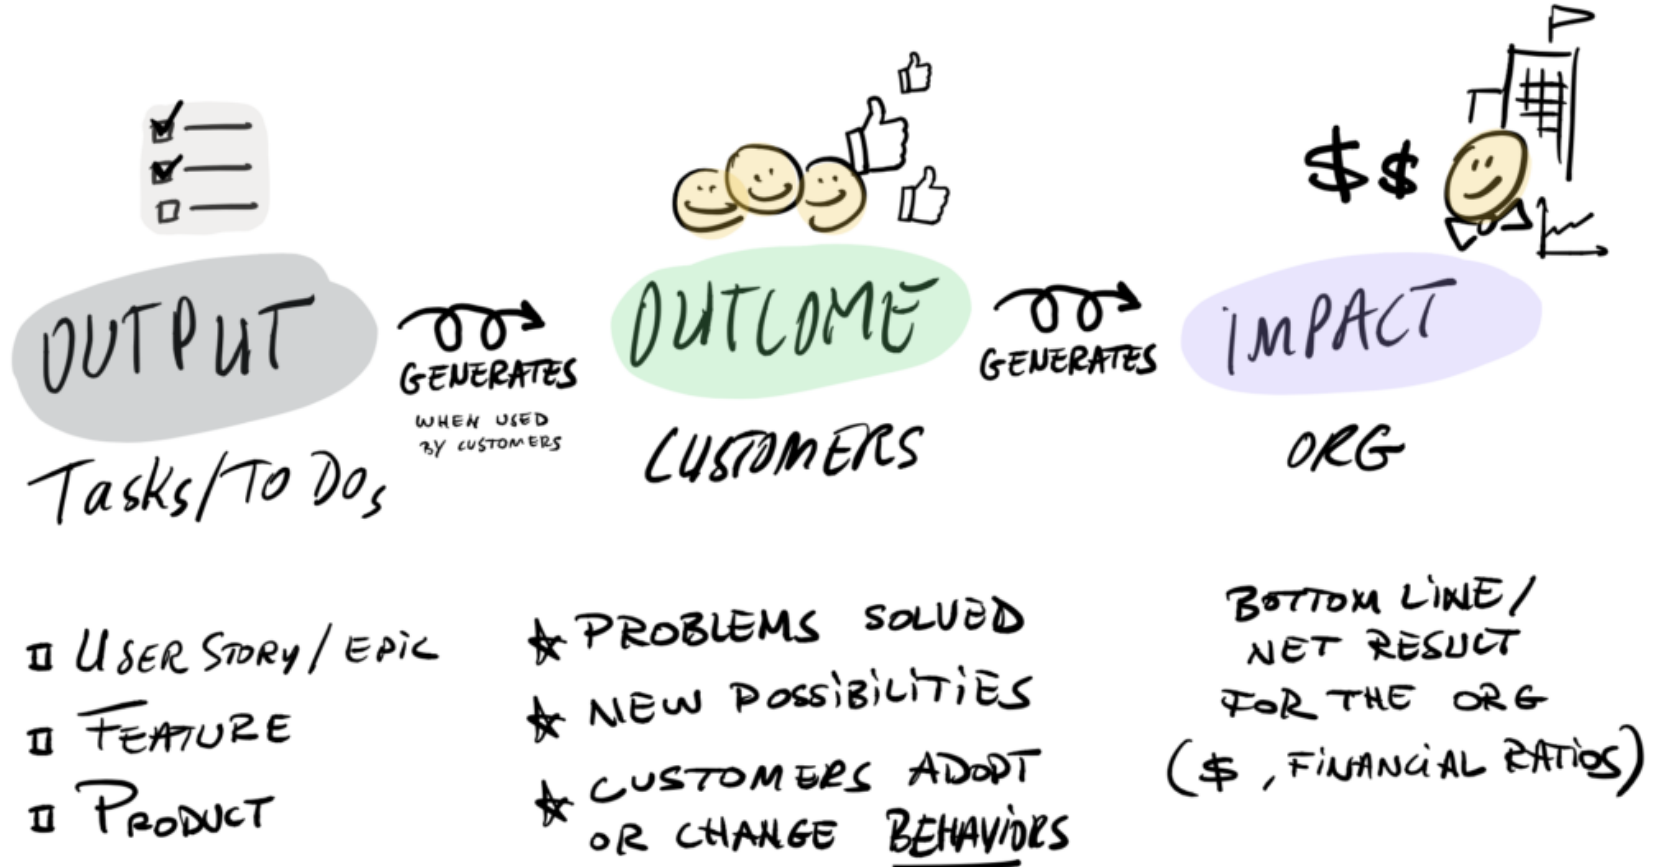 $ $
OUTPUT
GENERATES
WHEN USED
BY CUSTOMERS
OUTCOME
GENERATES
IMPACT
Tasks/To Dos
CUSTOMERS
ORG
USER STORY / EPIC
FEATURE
PRODUCT
PROBLEMS SOLVED
NEW POSSIBILITIES
CUSTOMERS ADOPT
OR CHANGE BEHAVIORS
BOTTOM LINE /
NET RESULT
FOR THE ORG
($, FINANCIAL RATIOS)